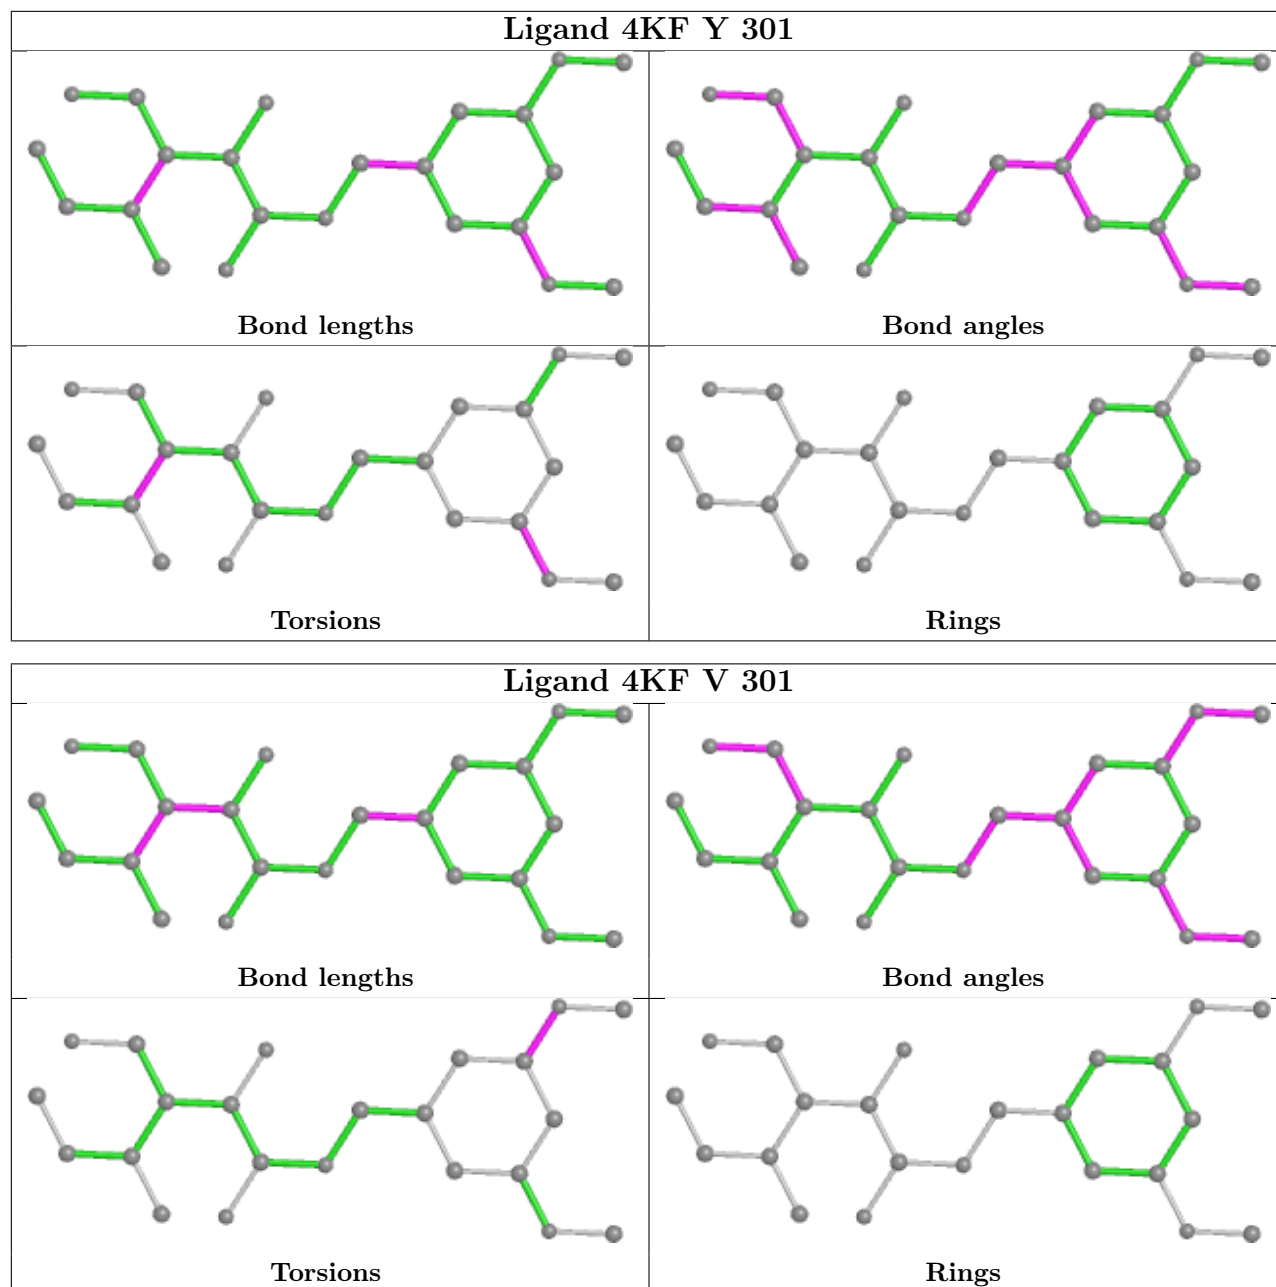 Ligand 4KF Y 301
Bond lengths
Bond angles
Torsions
Rings
Ligand 4KF V 301
Bond lengths
Bond angles
Torsions
Rings